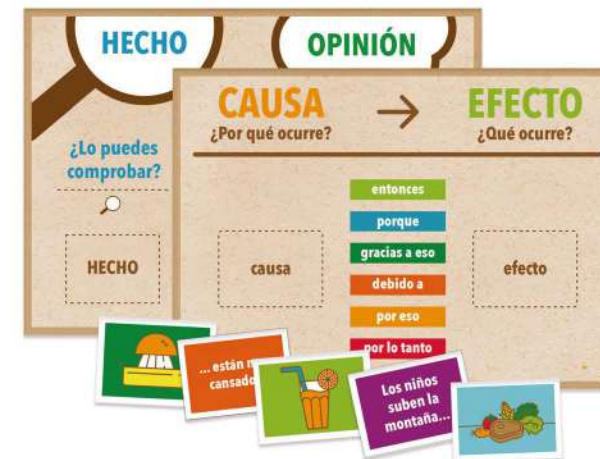 HECHO
OPINIÓN
¿Lo puedes
comprobar?
HECHO
CAUSA → EFECTO
¿Por qué ocurre?
¿Qué ocurre?
entonces
porque
gracias a eso
debido a
por eso
por lo tanto
causa
efecto
... están
cansado
Los niños
suben la
montaña...